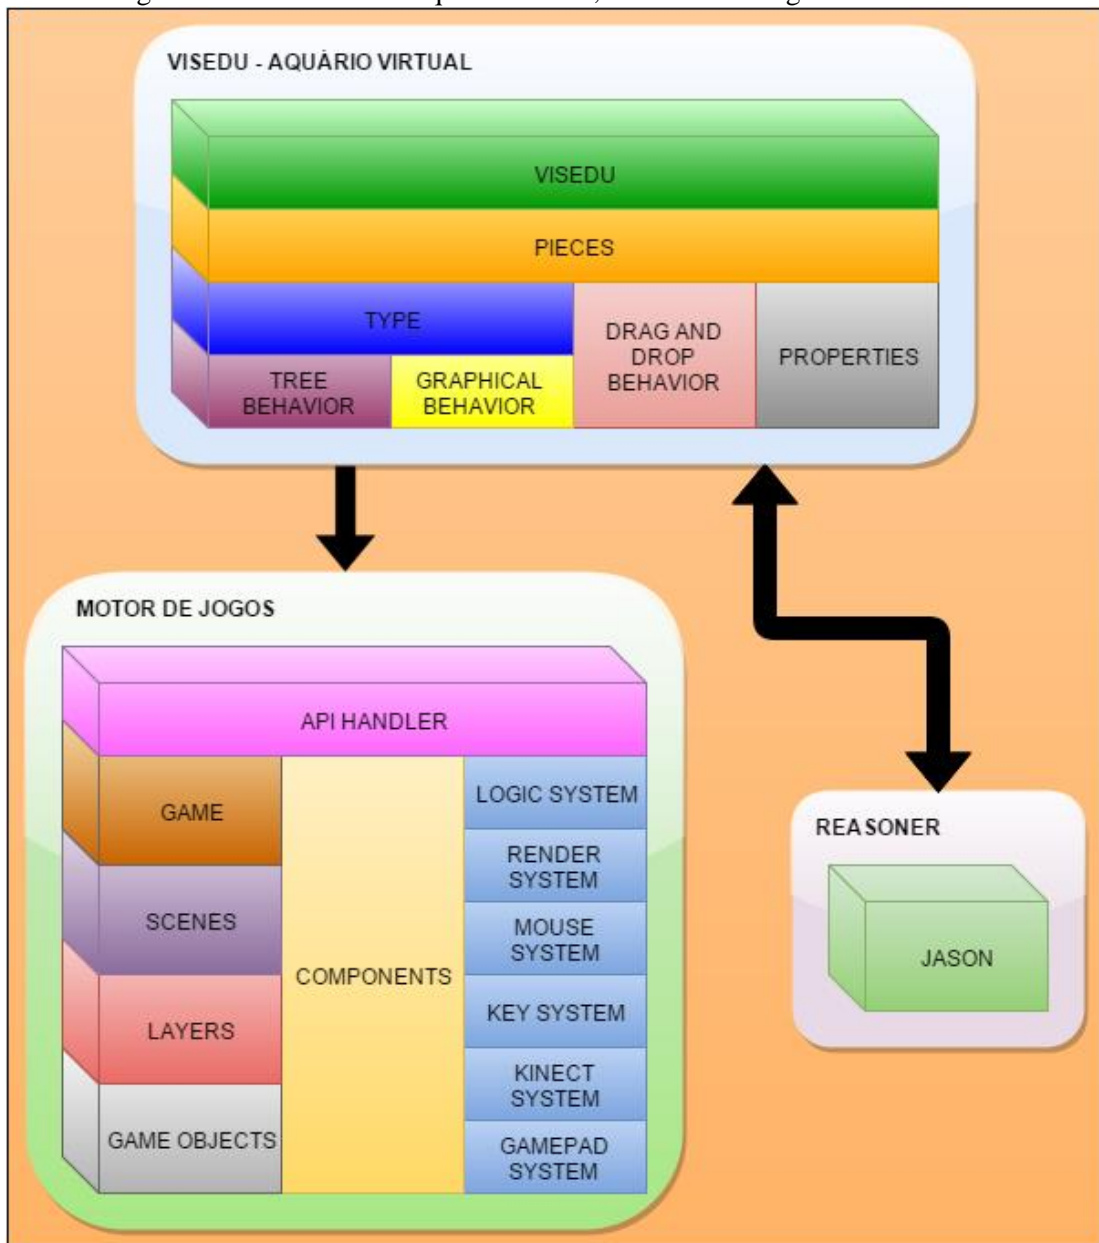 VISEDU - AQUÁRIO VIRTUAL
VISEDU
PIECES
TYPE
TREE
BEHAVIOR
GRAPHICAL
BEHAVIOR
DRAG AND
DROP
BEHAVIOR
PROPERTIES
MOTOR DE JOGOS
API HANDLER
GAME
SCENES
LAYERS
GAME OBJECTS
COMPONENTS
LOGIC SYSTEM
RENDER
SYSTEM
MOUSE
SYSTEM
KEY SYSTEM
KINECT
SYSTEM
GAMEPAD
SYSTEM
REASONER
JASON